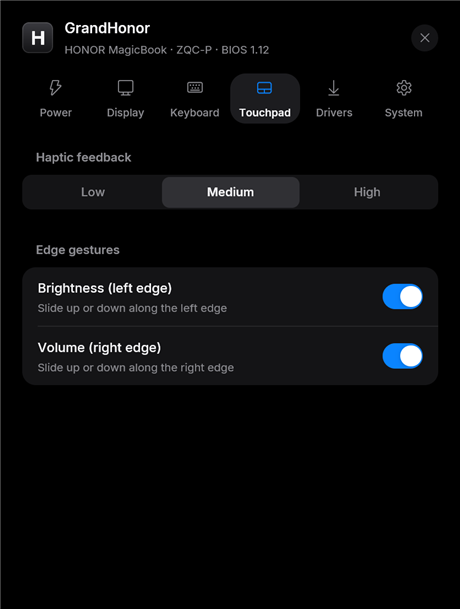 H
GrandHonor
HONOR MagicBook · ZQC-P · BIOS 1.12
Power
Display
Keyboard
Touchpad
Drivers
System
Haptic feedback
Low
Medium
High
Edge gestures
Brightness (left edge)
Slide up or down along the left edge
Volume (right edge)
Slide up or down along the right edge